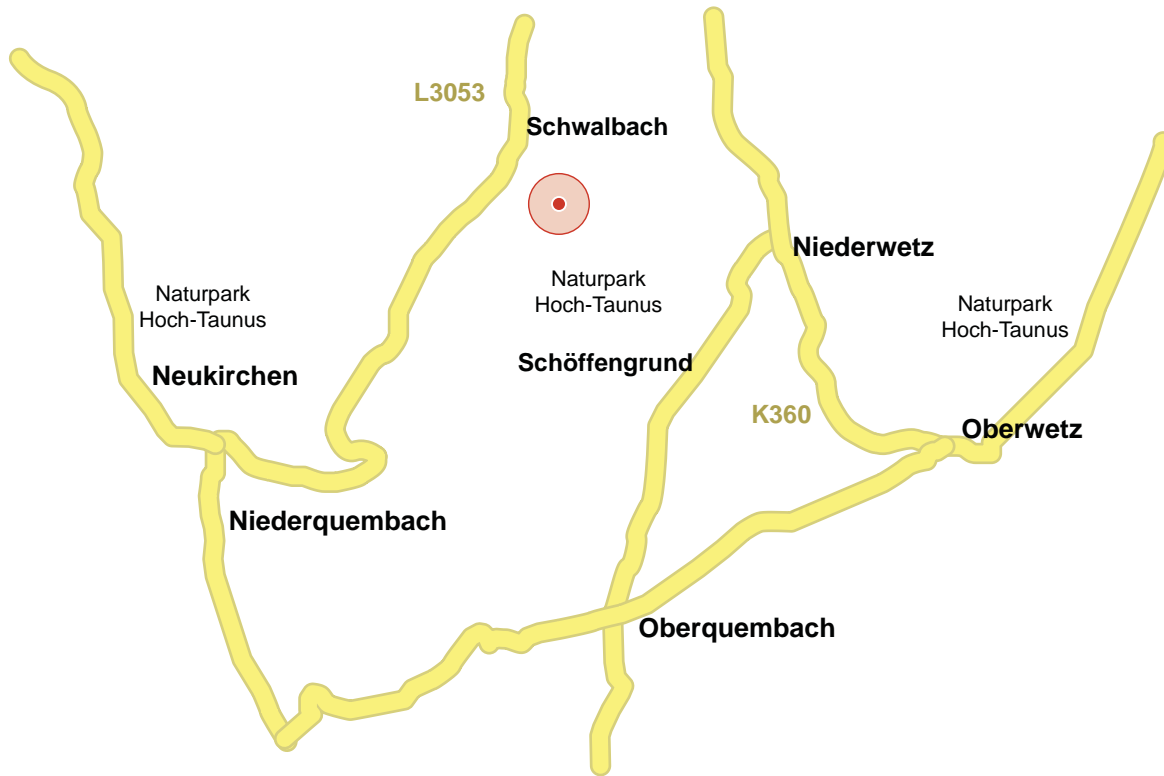 L3053
Schwalbach
Niederwetz
Naturpark
Hoch-Taunus
Naturpark
Hoch-Taunus
Naturpark
Hoch-Taunus
Schöffengrund
Neukirchen
K360
Oberwetz
Niederquembach
Oberquembach